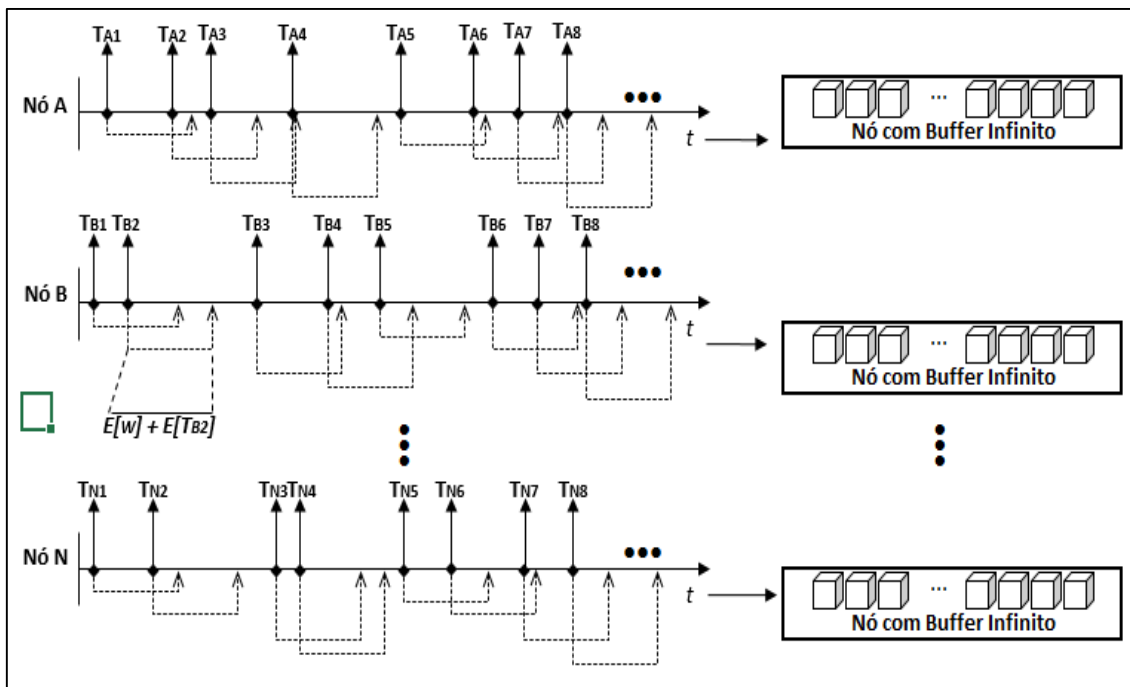 TA1 TA2 TA3 TA4 TA5 TA6 TA7 TA8
Nó A
•••
t
...
Nó com Buffer Infinito
TB1 TB2 TB3 TB4 TB5 TB6 TB7 TB8
Nó B
•••
t
...
Nó com Buffer Infinito
E[w] + E[TB2]
TN1 TN2 TN3 TN4 TN5 TN6 TN7 TN8
Nó N
•••
t
...
Nó com Buffer Infinito